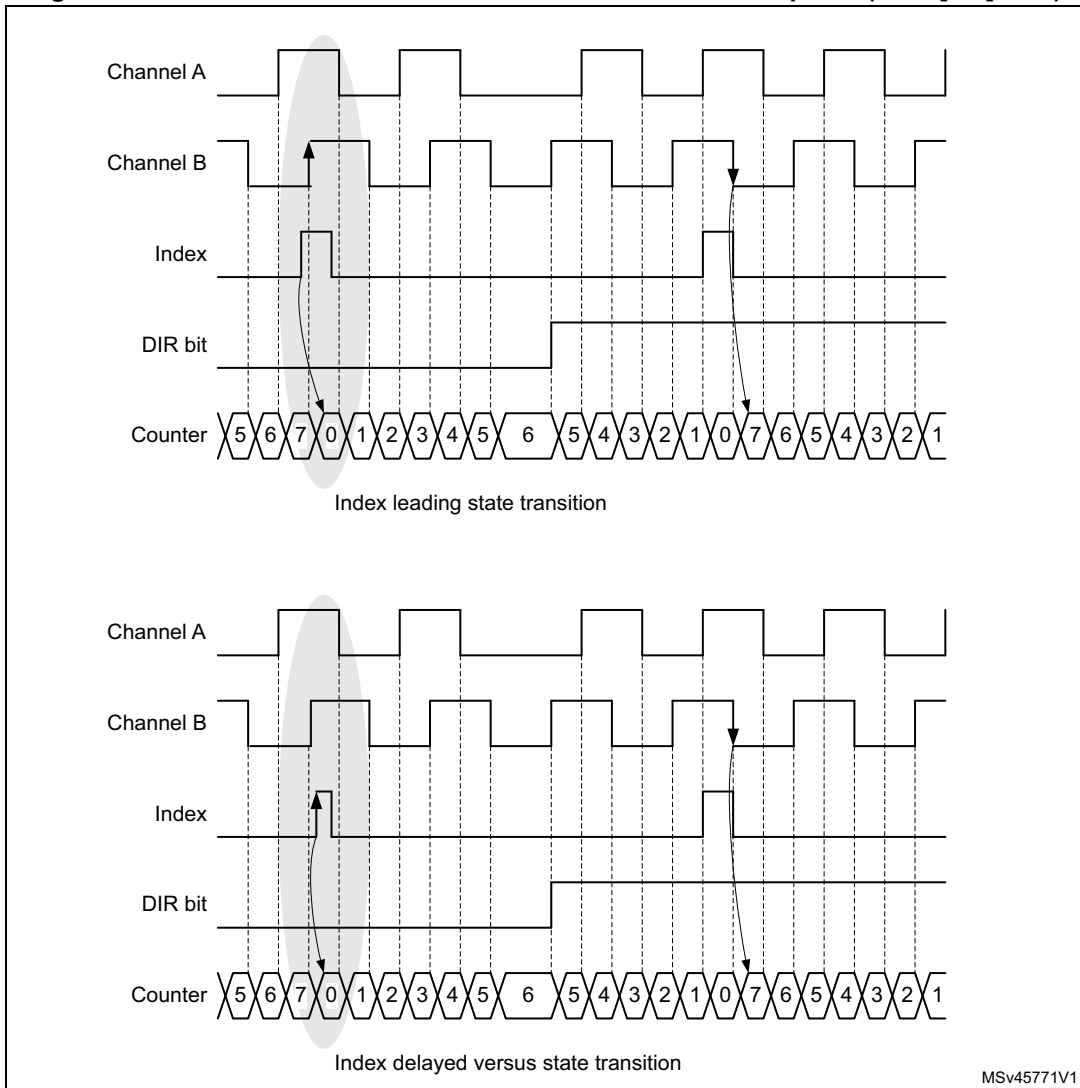 Channel A
Channel B
Index
DIR bit
Counter 5 6 7 0 1 2 3 4 5 6 5 4 3 2 1 0 7 6 5 4 3 2 1
Index leading state transition
Channel A
Channel B
Index
DIR bit
Counter 5 6 7 0 1 2 3 4 5 6 5 4 3 2 1 0 7 6 5 4 3 2 1
Index delayed versus state transition
MSv45771V1